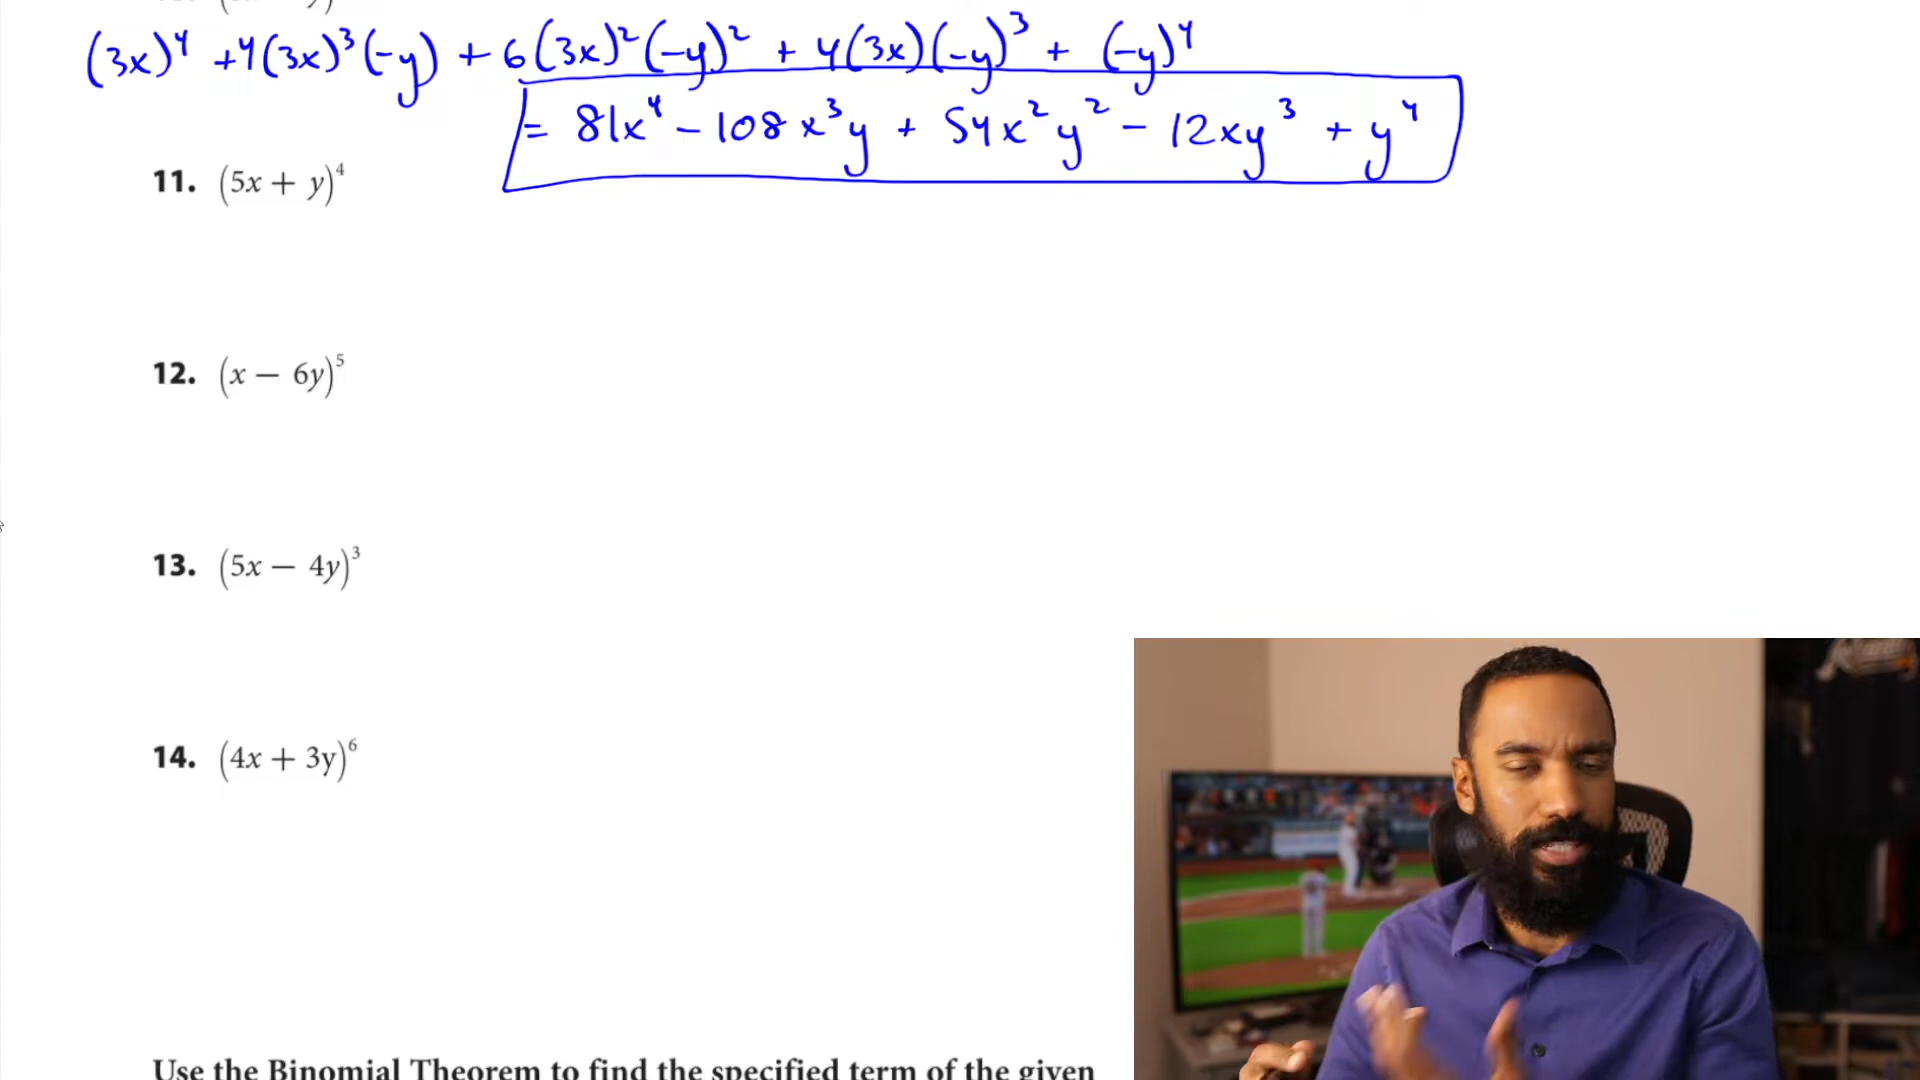 (3x)⁴ + 4(3x)³(-y) + 6(3x)²(-y)² + 4(3x)(-y)³ + (-y)⁴
= 81x⁴ - 108x³y + 54x²y² - 12xy³ + y⁴
11. (5x + y)⁴
12. (x − 6y)⁵
13. (5x − 4y)³
14. (4x + 3y)⁶
Use the Binomial Theorem to find the specified term of the given